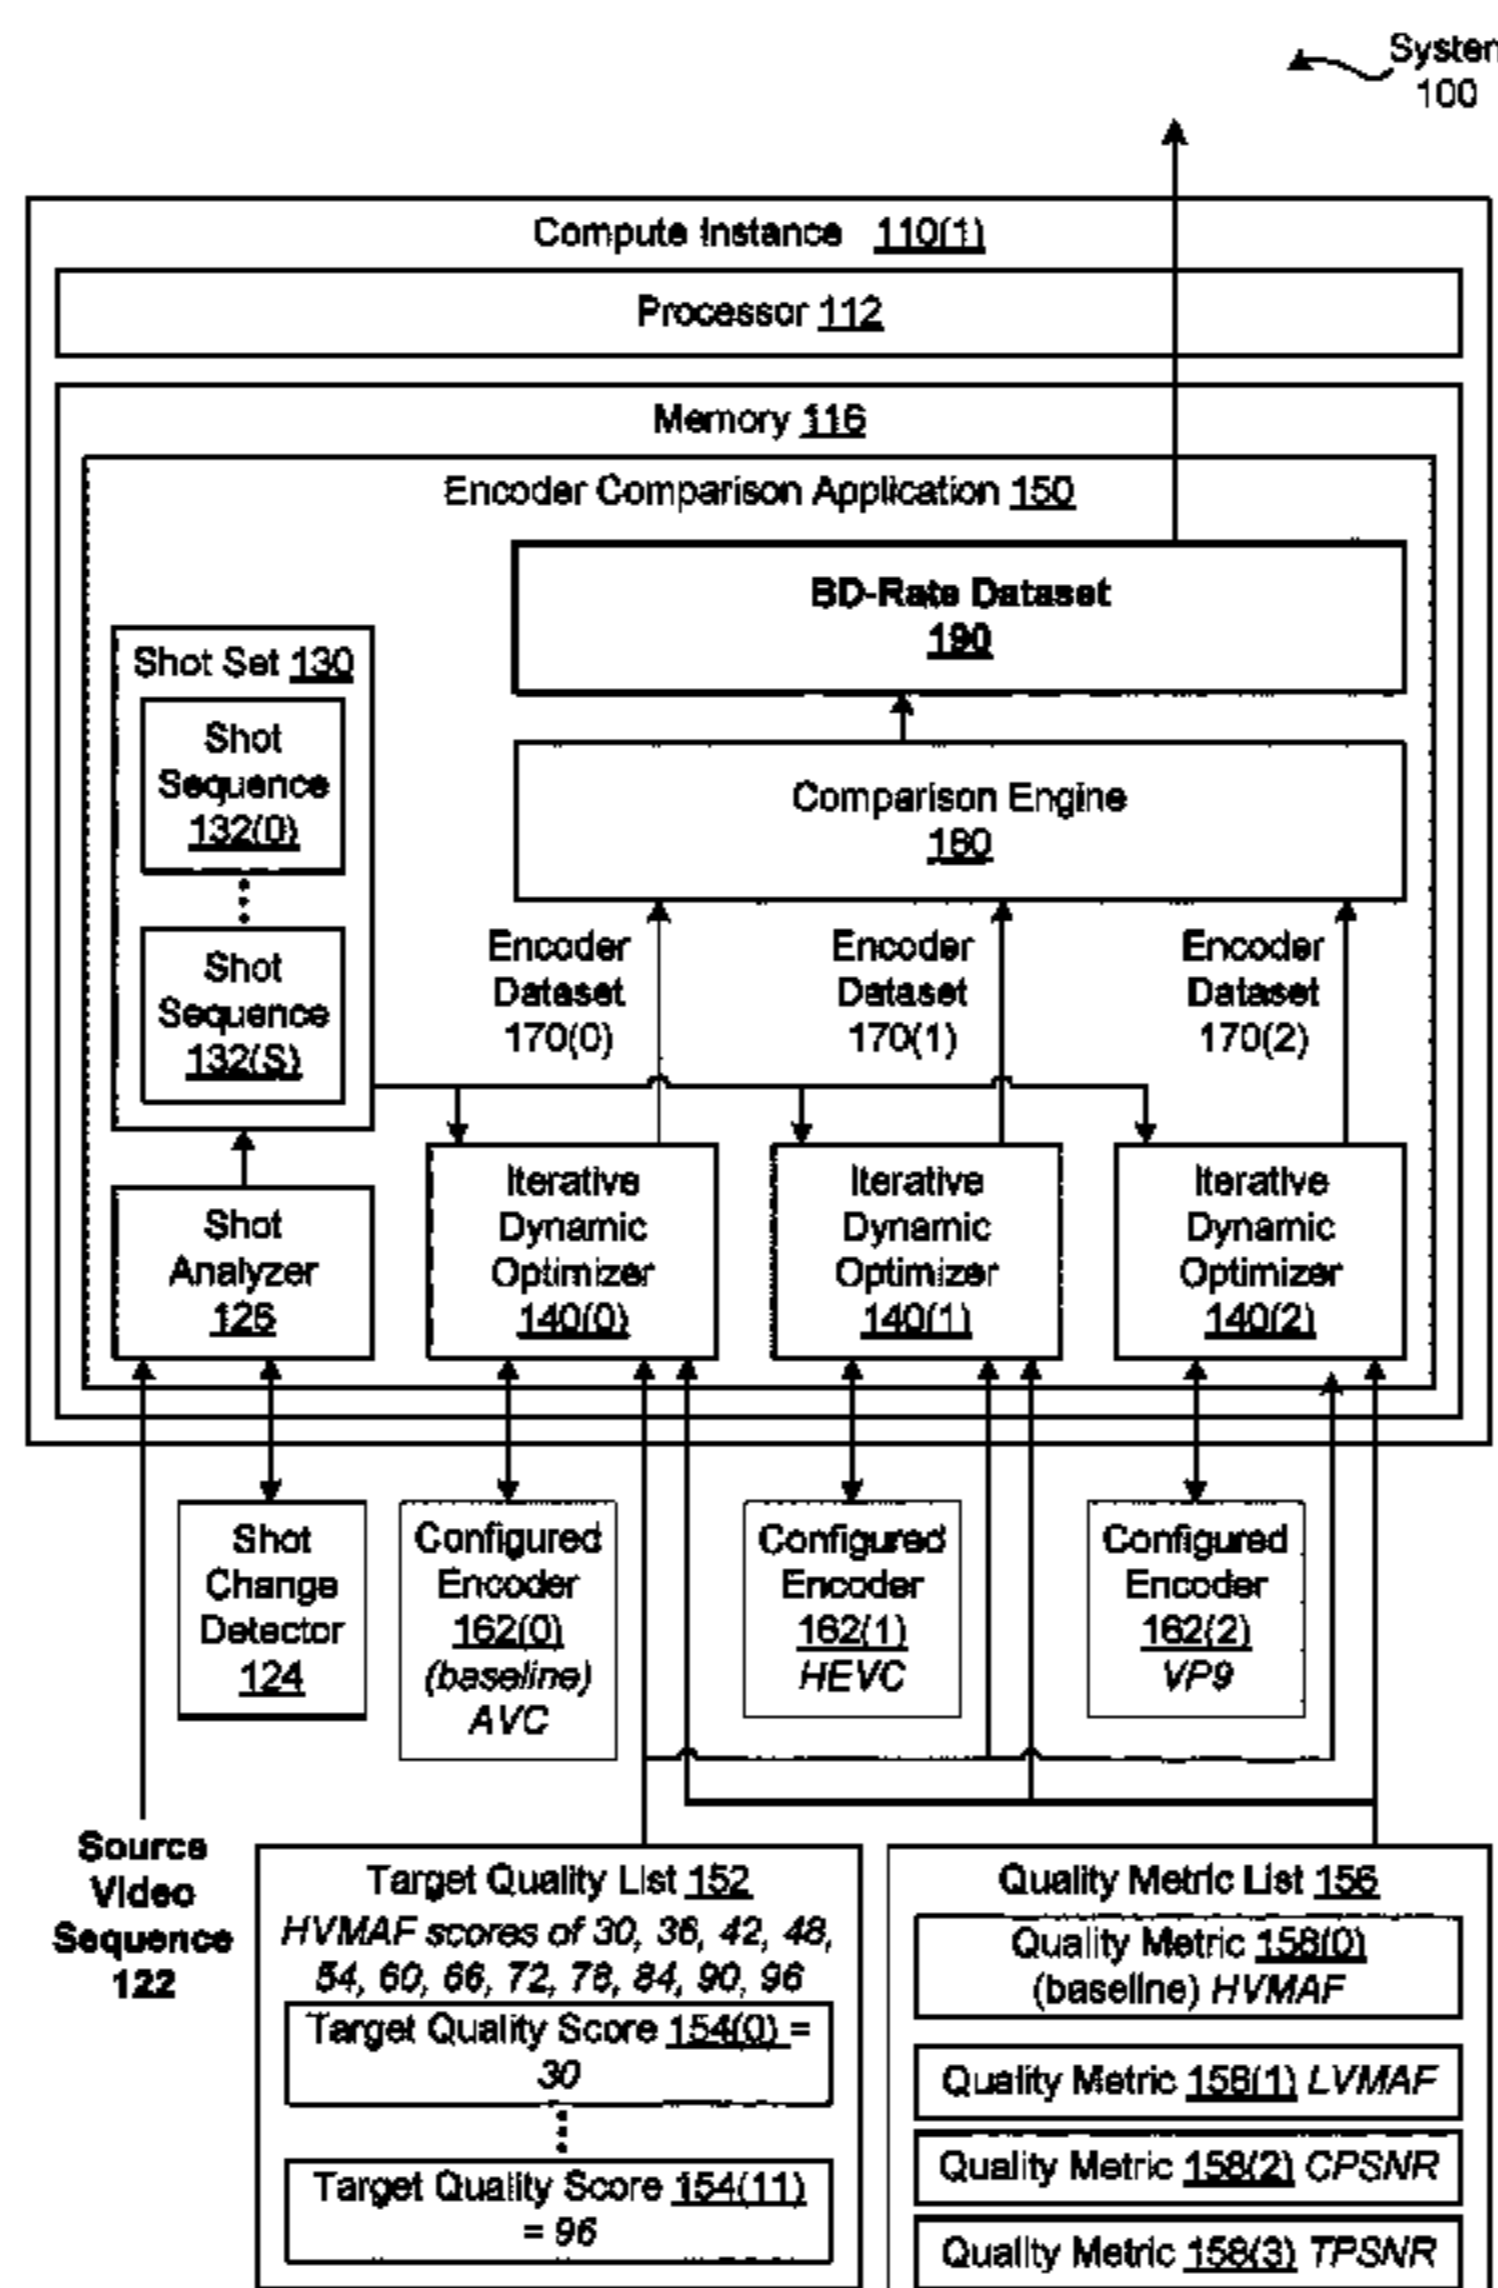 System
100
Compute Instance 110(1)
Processor 112
Memory 116
Encoder Comparison Application 150
BD-Rate Dataset
190
Shot Set 130
Shot
Sequence
132(0)
Shot
Sequence
132(S)
Comparison Engine
180
Encoder
Dataset
170(0)
Encoder
Dataset
170(1)
Encoder
Dataset
170(2)
Shot
Analyzer
126
Iterative
Dynamic
Optimizer
140(0)
Iterative
Dynamic
Optimizer
140(1)
Iterative
Dynamic
Optimizer
140(2)
Shot
Change
Detector
124
Configured
Encoder
162(0)
(baseline)
AVC
Configured
Encoder
162(1)
HEVC
Configured
Encoder
162(2)
VP9
Source
Video
Sequence
122
Target Quality List 152
HVMAF scores of 30, 36, 42, 48,
54, 60, 66, 72, 78, 84, 90, 96
Target Quality Score 154(0) =
30
Target Quality Score 154(11)
= 96
Quality Metric List 156
Quality Metric 158(0)
(baseline) HVMAF
Quality Metric 158(1) LVMAF
Quality Metric 158(2) CPSNR
Quality Metric 158(3) TPSNR